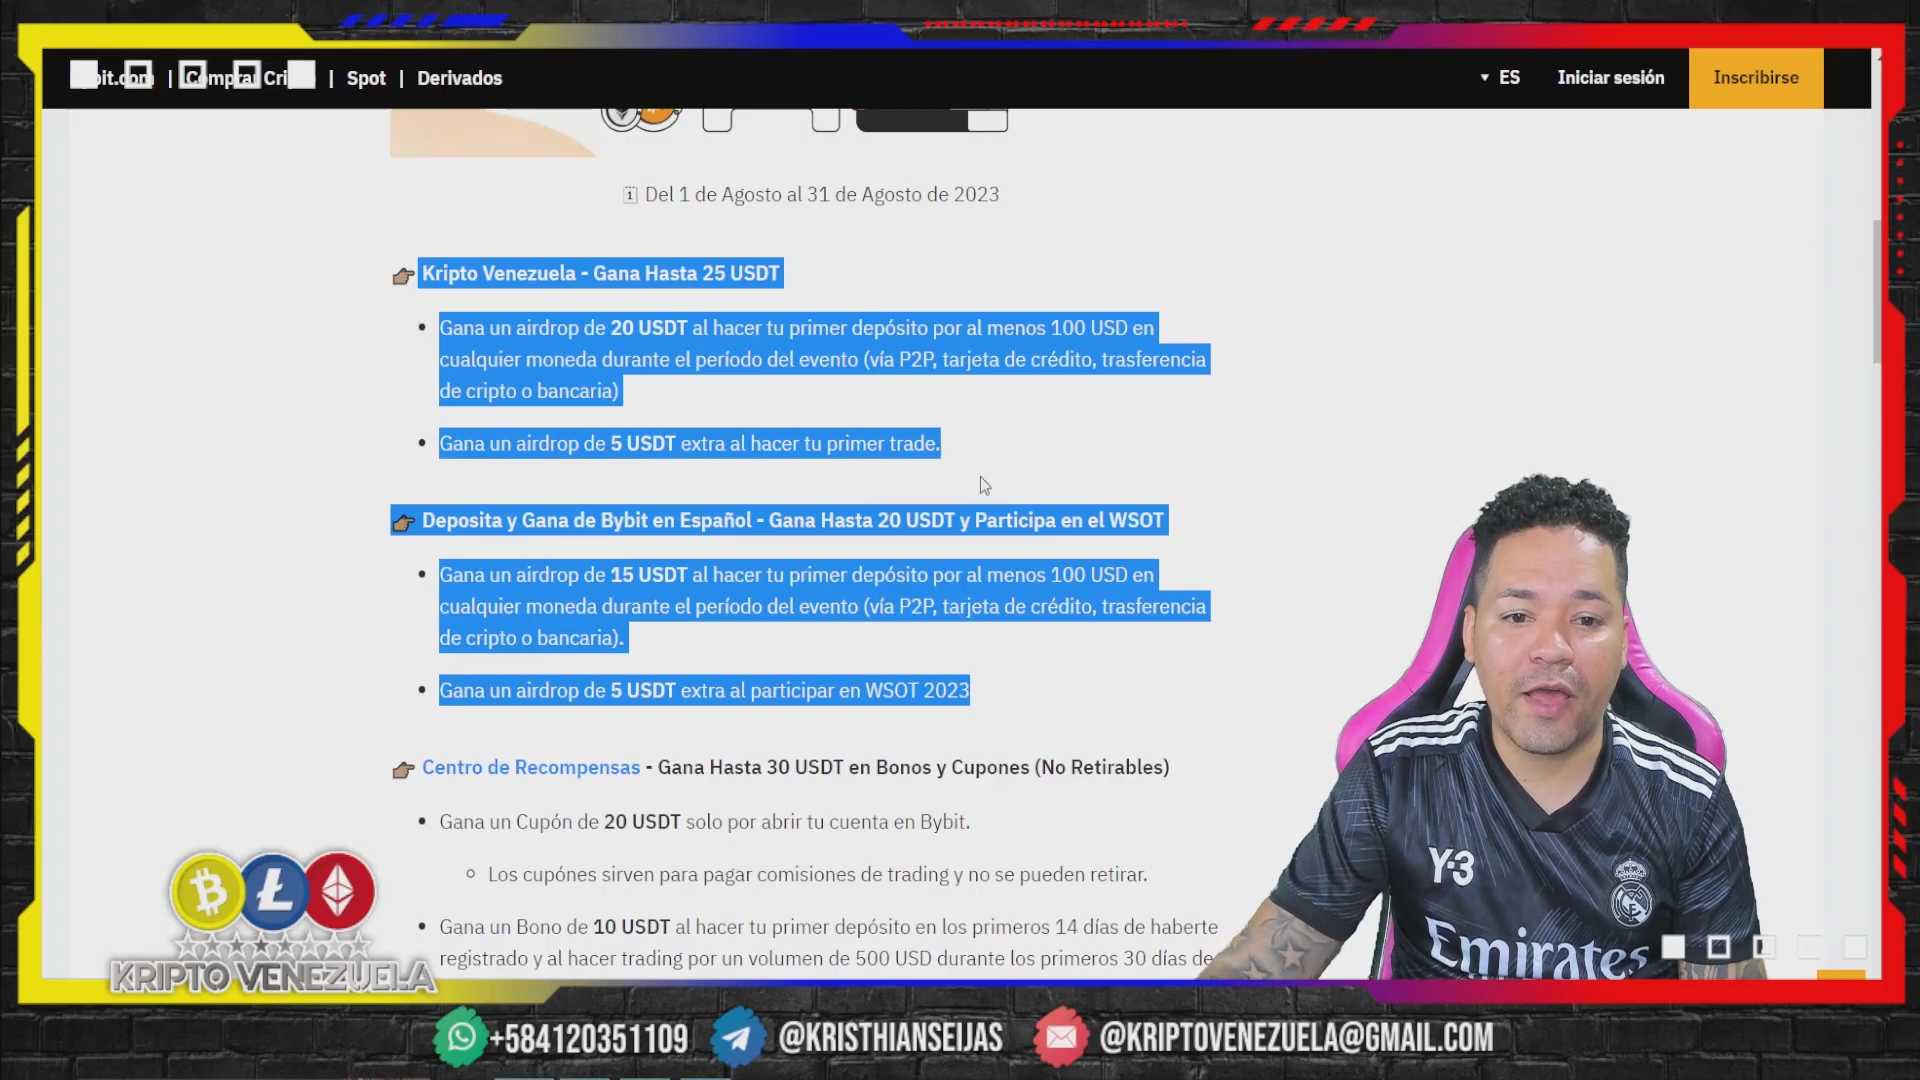 bit.com | Comprar Cri | Spot | Derivados
ES Iniciar sesión Inscribirse
Del 1 de Agosto al 31 de Agosto de 2023
Kripto Venezuela - Gana Hasta 25 USDT
Gana un airdrop de 20 USDT al hacer tu primer depósito por al menos 100 USD en
cualquier moneda durante el período del evento (vía P2P, tarjeta de crédito, trasferencia
de cripto o bancaria)
Gana un airdrop de 5 USDT extra al hacer tu primer trade.
Deposita y Gana de Bybit en Español - Gana Hasta 20 USDT y Participa en el WSOT
Gana un airdrop de 15 USDT al hacer tu primer depósito por al menos 100 USD en
cualquier moneda durante el período del evento (vía P2P, tarjeta de crédito, trasferencia
de cripto o bancaria).
Gana un airdrop de 5 USDT extra al participar en WSOT 2023
Centro de Recompensas - Gana Hasta 30 USDT en Bonos y Cupones (No Retirables)
Gana un Cupón de 20 USDT solo por abrir tu cuenta en Bybit.
Los cupónes sirven para pagar comisiones de trading y no se pueden retirar.
Gana un Bono de 10 USDT al hacer tu primer depósito en los primeros 14 días de haberte
registrado y al hacer trading por un volumen de 500 USD durante los primeros 30 días de
Y-3
Emirates
KRIPTO VENEZUELA
+584120351109 @KRISTHIANSEIJAS @KRIPTOVENEZUELA@GMAIL.COM